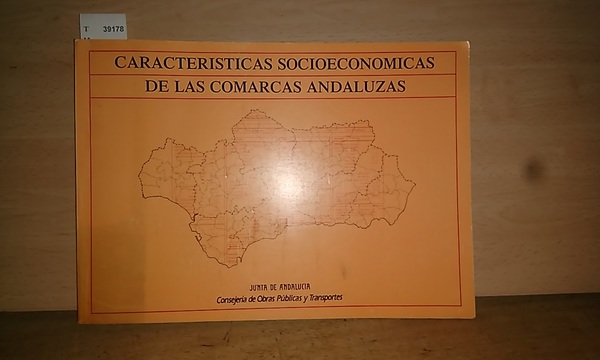 T 39178
CARACTERISTICAS SOCIOECONOMICAS
DE LAS COMARCAS ANDALUZAS
JUNTA DE ANDALUCIA
Consejería de Obras Públicas y Transportes